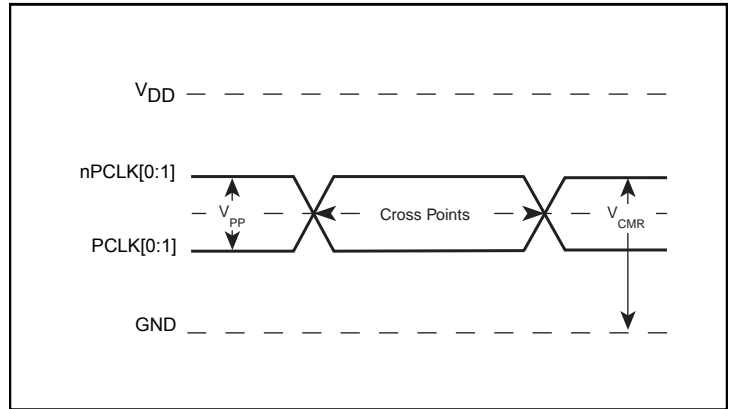 VDD
nPCLK[0:1]
VPP
Cross Points
VCMR
PCLK[0:1]
GND